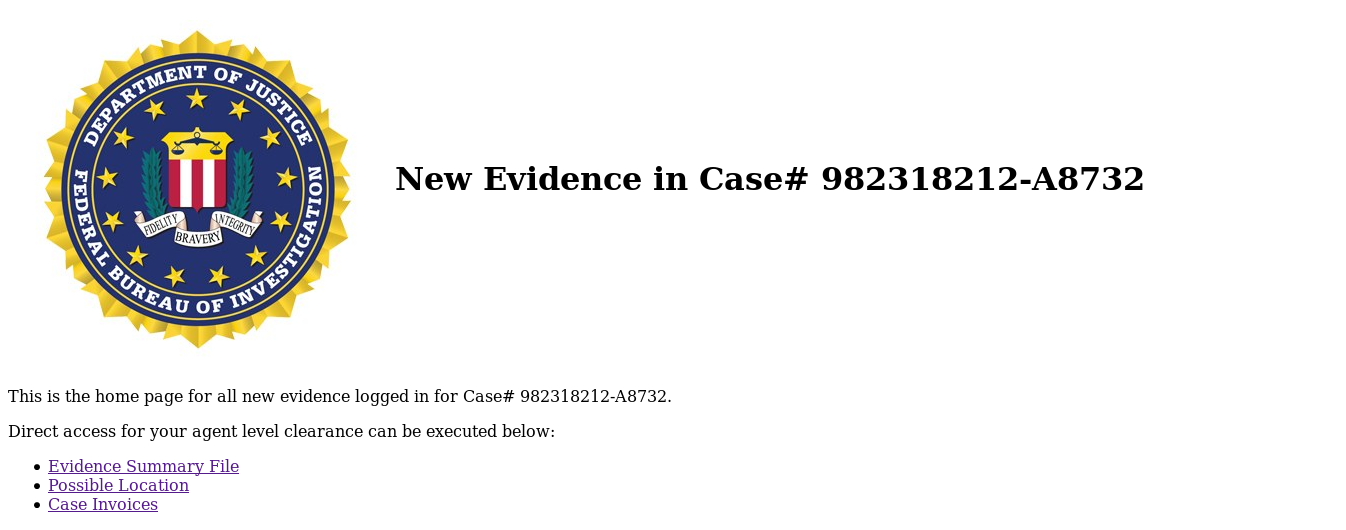 DEPARTMENT OF JUSTICE
FEDERAL BUREAU OF INVESTIGATION
FIDELITY
BRAVERY
INTEGRITY
New Evidence in Case# 982318212-A8732
This is the home page for all new evidence logged in for Case# 982318212-A8732.
Direct access for your agent level clearance can be executed below:
Evidence Summary File
Possible Location
Case Invoices